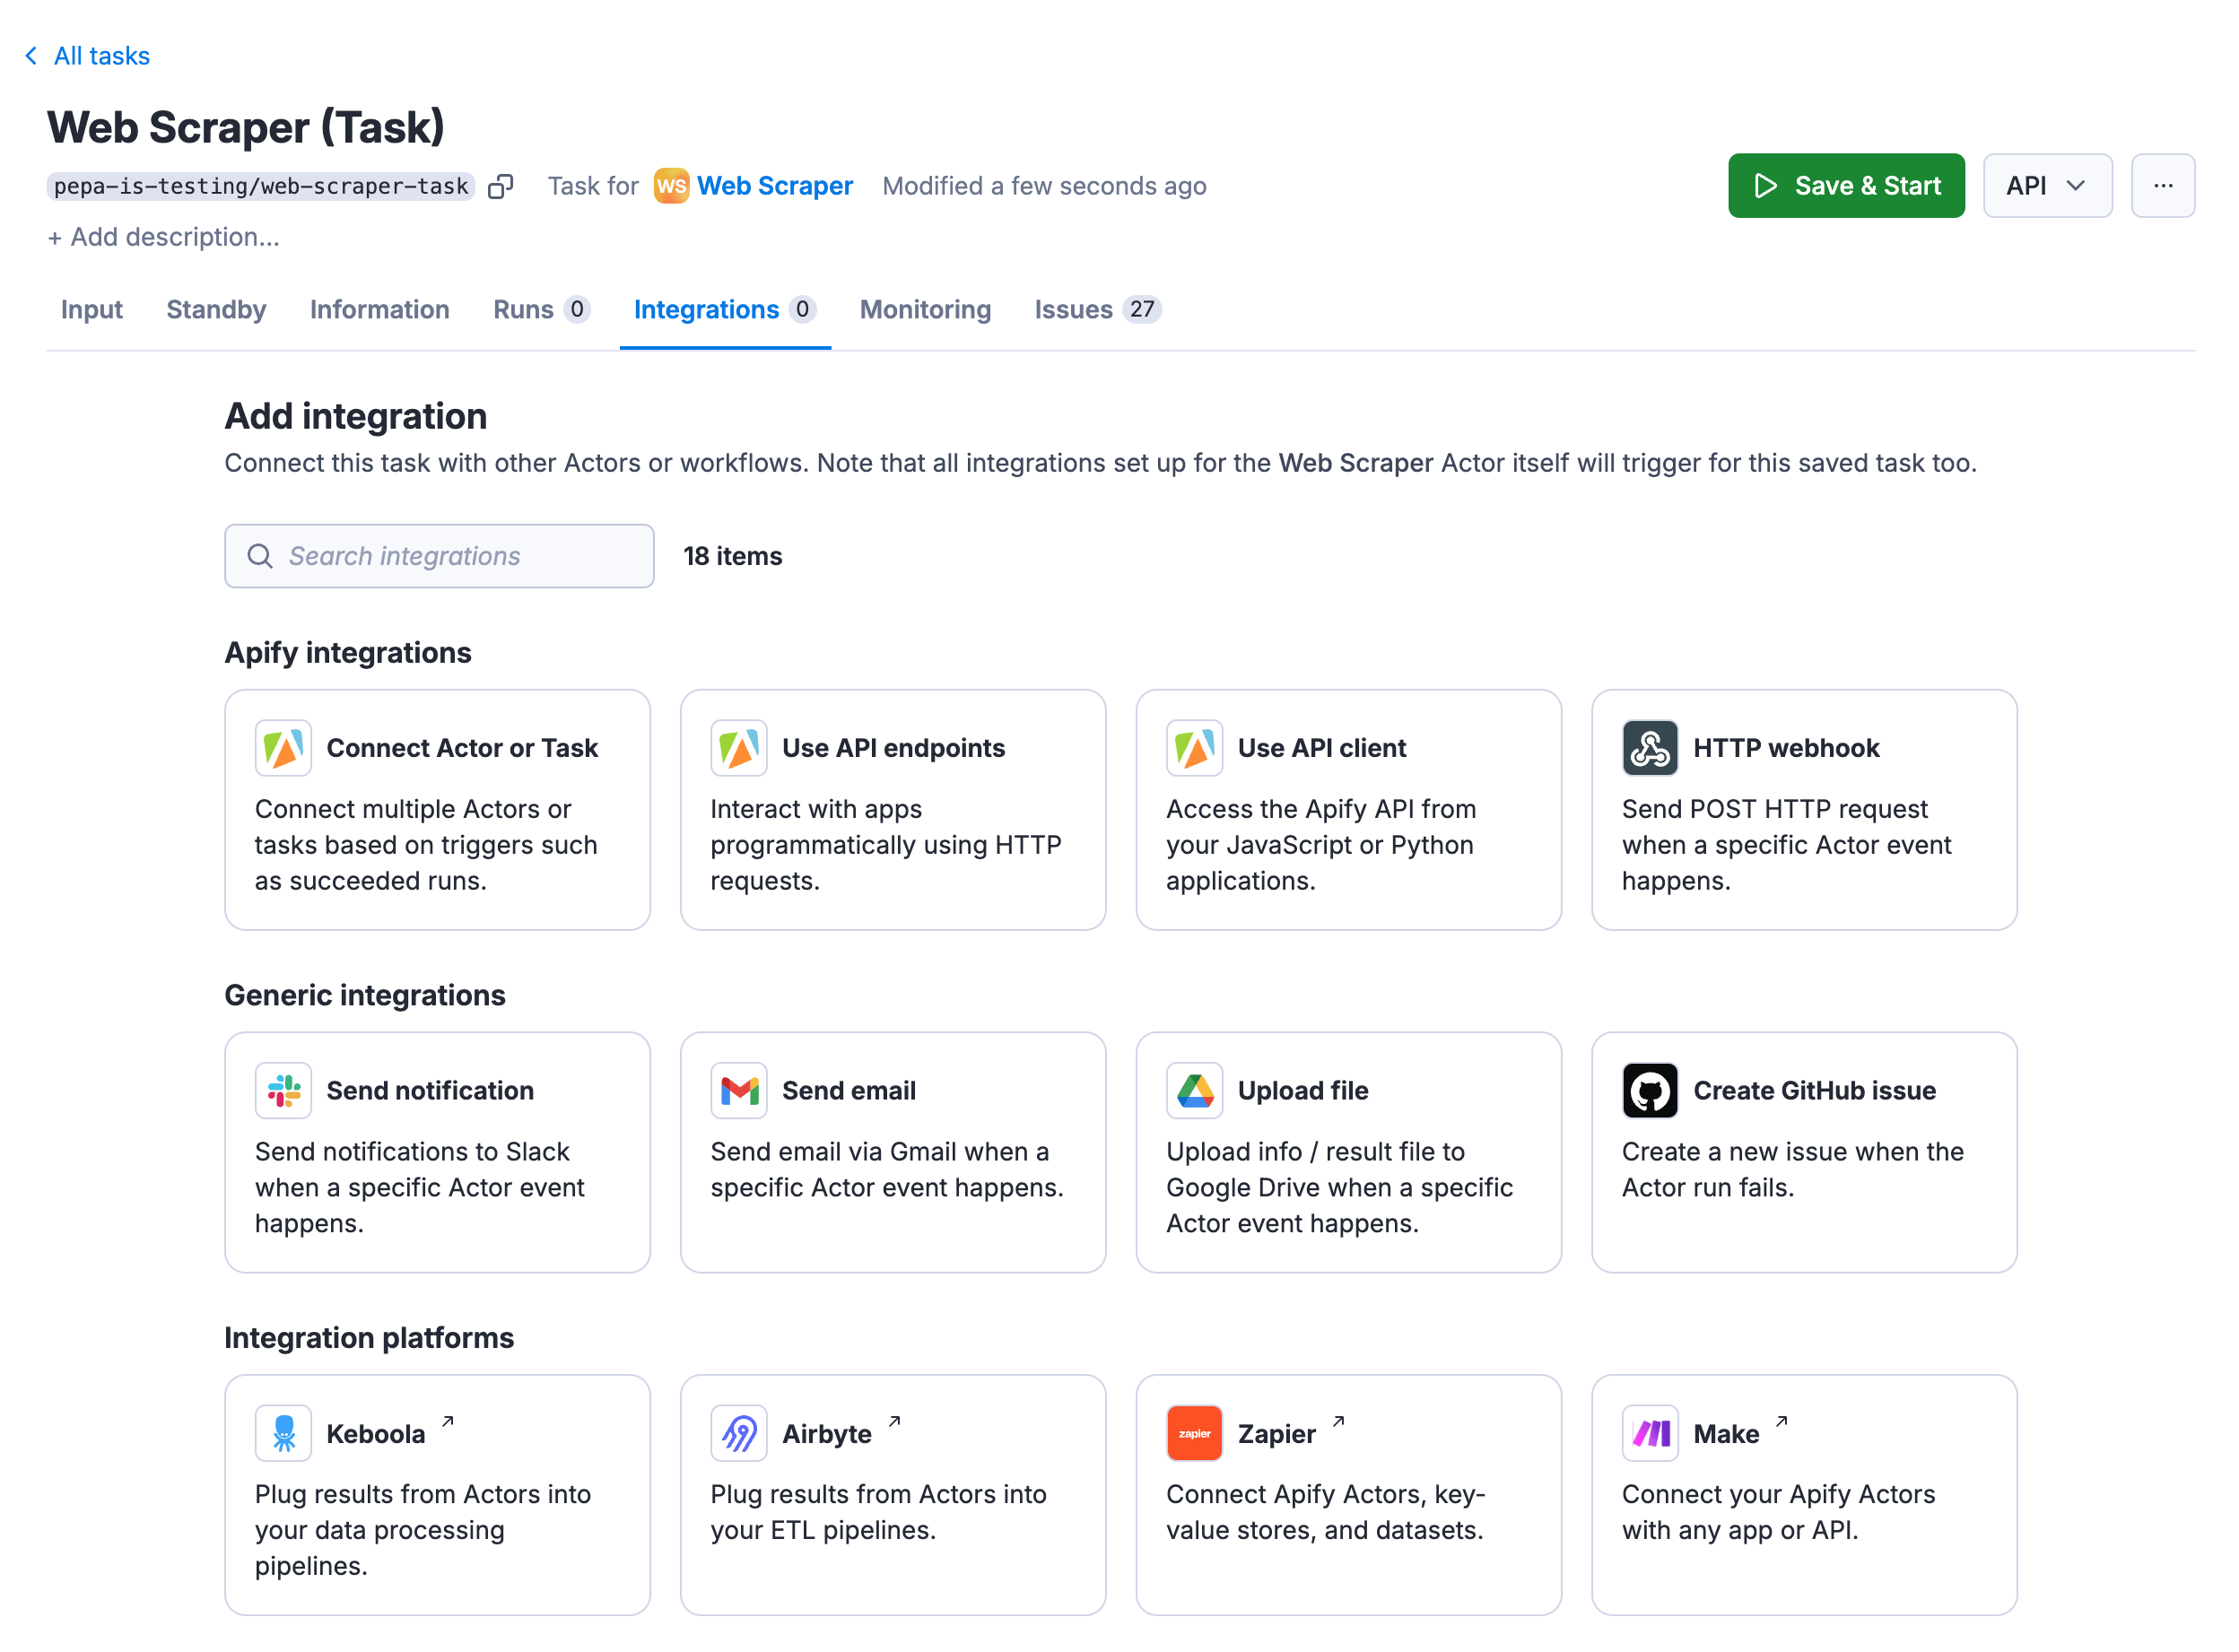 All tasks
Web Scraper (Task)
pepa-is-testing/web-scraper-task Task for WS Web Scraper Modified a few seconds ago
Save & Start API ...
+ Add description...
Input Standby Information Runs 0 Integrations 0 Monitoring Issues 27
Add integration
Connect this task with other Actors or workflows. Note that all integrations set up for the Web Scraper Actor itself will trigger for this saved task too.
Search integrations 18 items
Apify integrations
Connect Actor or Task
Connect multiple Actors or
tasks based on triggers such
as succeeded runs.
Use API endpoints
Interact with apps
programmatically using HTTP
requests.
Use API client
Access the Apify API from
your JavaScript or Python
applications.
HTTP webhook
Send POST HTTP request
when a specific Actor event
happens.
Generic integrations
Send notification
Send notifications to Slack
when a specific Actor event
happens.
Send email
Send email via Gmail when a
specific Actor event happens.
Upload file
Upload info / result file to
Google Drive when a specific
Actor event happens.
Create GitHub issue
Create a new issue when the
Actor run fails.
Integration platforms
Keboola
Plug results from Actors into
your data processing
pipelines.
Airbyte
Plug results from Actors into
your ETL pipelines.
zapier Zapier
Connect Apify Actors, key-
value stores, and datasets.
Make
Connect your Apify Actors
with any app or API.